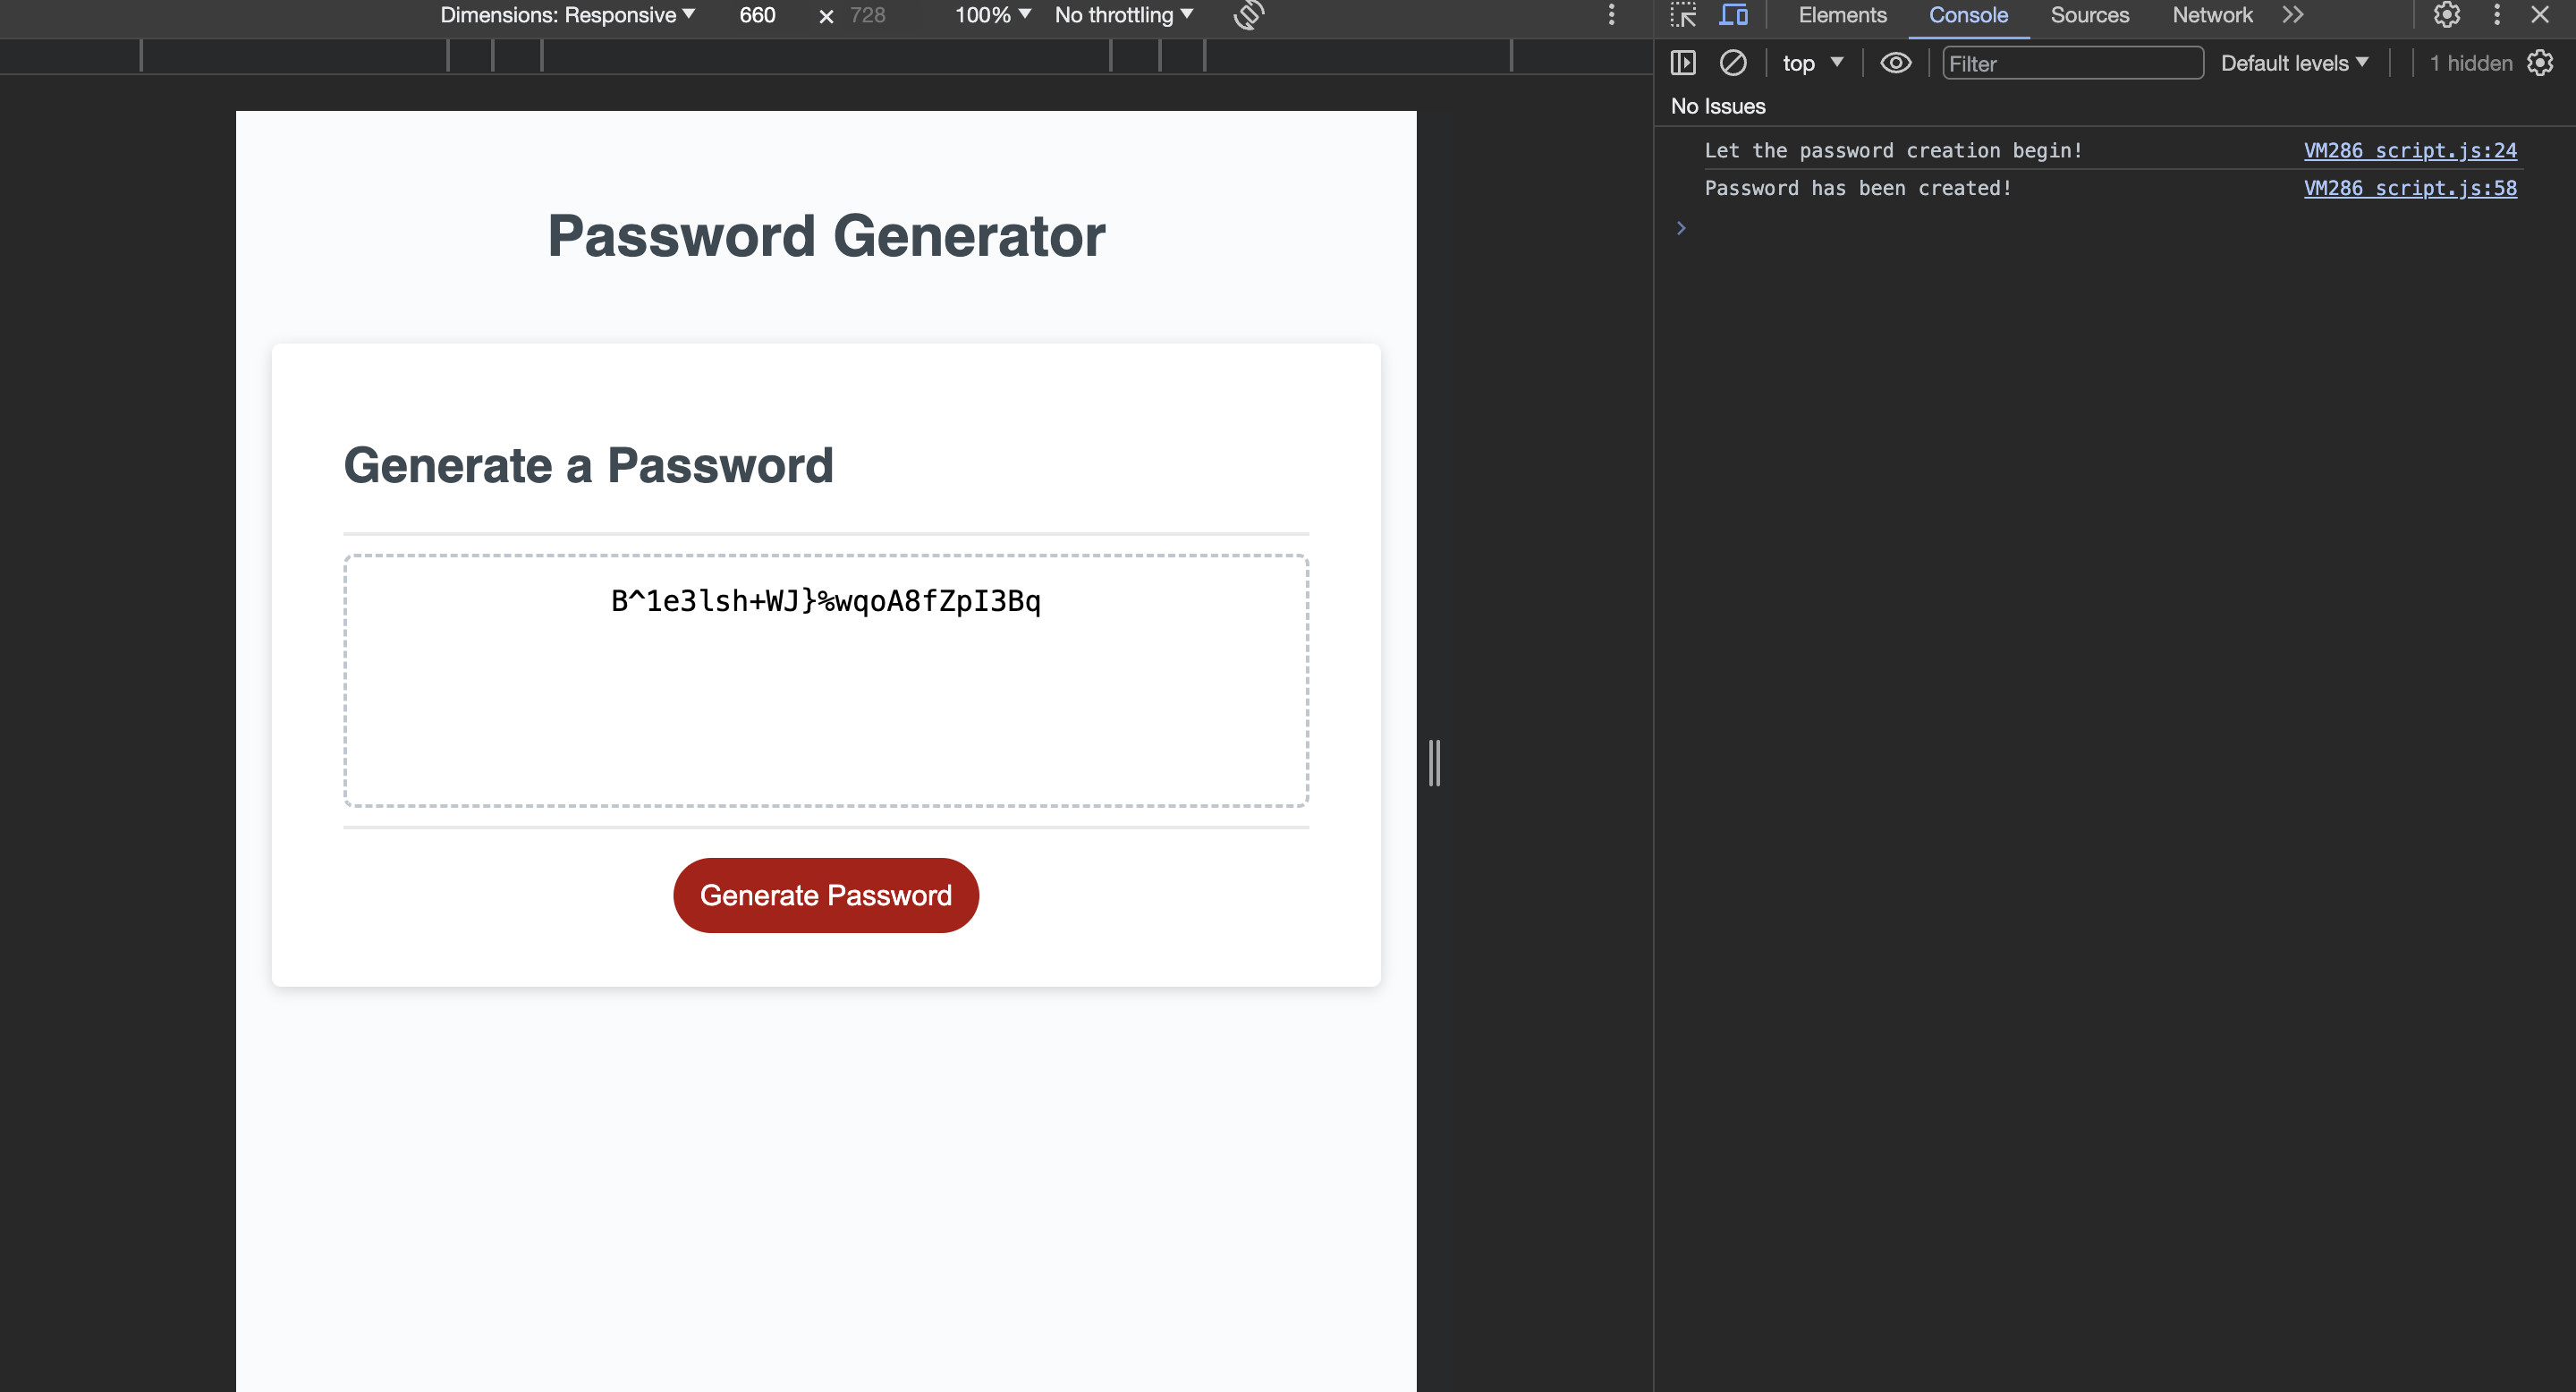 Dimensions: Responsive 660 × 728 100% No throttling
Elements Console Sources Network
top Filter Default levels 1 hidden
No Issues
Let the password creation begin! VM286 script.js:24
Password has been created! VM286 script.js:58
Password Generator
Generate a Password
B^1e3lsh+WJ}%wqoA8fZpI3Bq
Generate Password